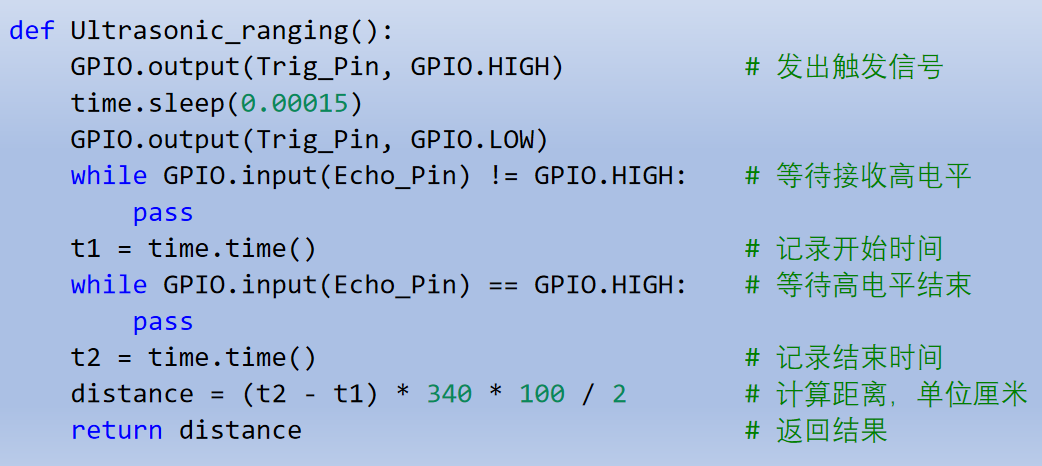 def Ultrasonic_ranging():
    GPIO.output(Trig_Pin, GPIO.HIGH)            # 发出触发信号
    time.sleep(0.00015)
    GPIO.output(Trig_Pin, GPIO.LOW)
    while GPIO.input(Echo_Pin) != GPIO.HIGH:    # 等待接收高电平
        pass
    t1 = time.time()                            # 记录开始时间
    while GPIO.input(Echo_Pin) == GPIO.HIGH:    # 等待高电平结束
        pass
    t2 = time.time()                            # 记录结束时间
    distance = (t2 - t1) * 340 * 100 / 2        # 计算距离，单位厘米
    return distance                             # 返回结果